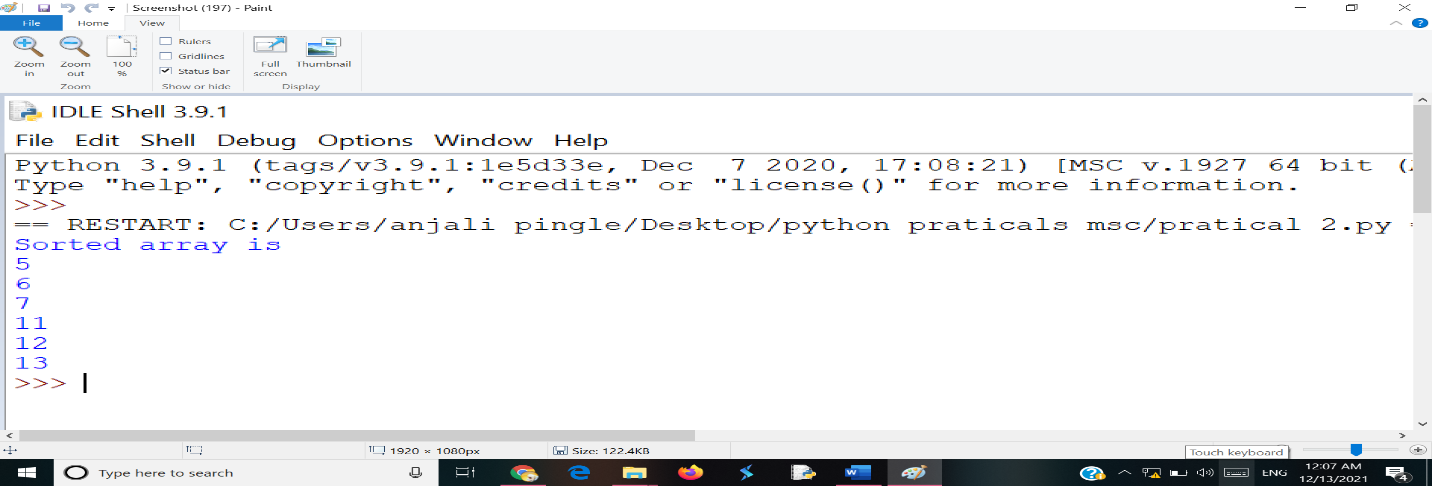 Screenshot (197) - Paint
File Home View
Zoom in
Zoom out
100 %
Rulers
Gridlines
Status bar
Full screen
Thumbnail
Zoom
Show or hide
Display
IDLE Shell 3.9.1
File Edit Shell Debug Options Window Help
Python 3.9.1 (tags/v3.9.1:1e5d33e, Dec 7 2020, 17:08:21) [MSC v.1927 64 bit (
Type "help", "copyright", "credits" or "license()" for more information.
>>>
== RESTART: C:/Users/anjali pingle/Desktop/python praticals msc/pratical 2.py =
Sorted array is
5
6
7
11
12
13
>>>
1920 × 1080px
Size: 122.4KB
Touch keyboard
Type here to search
ENG
12:07 AM
12/13/2021
4